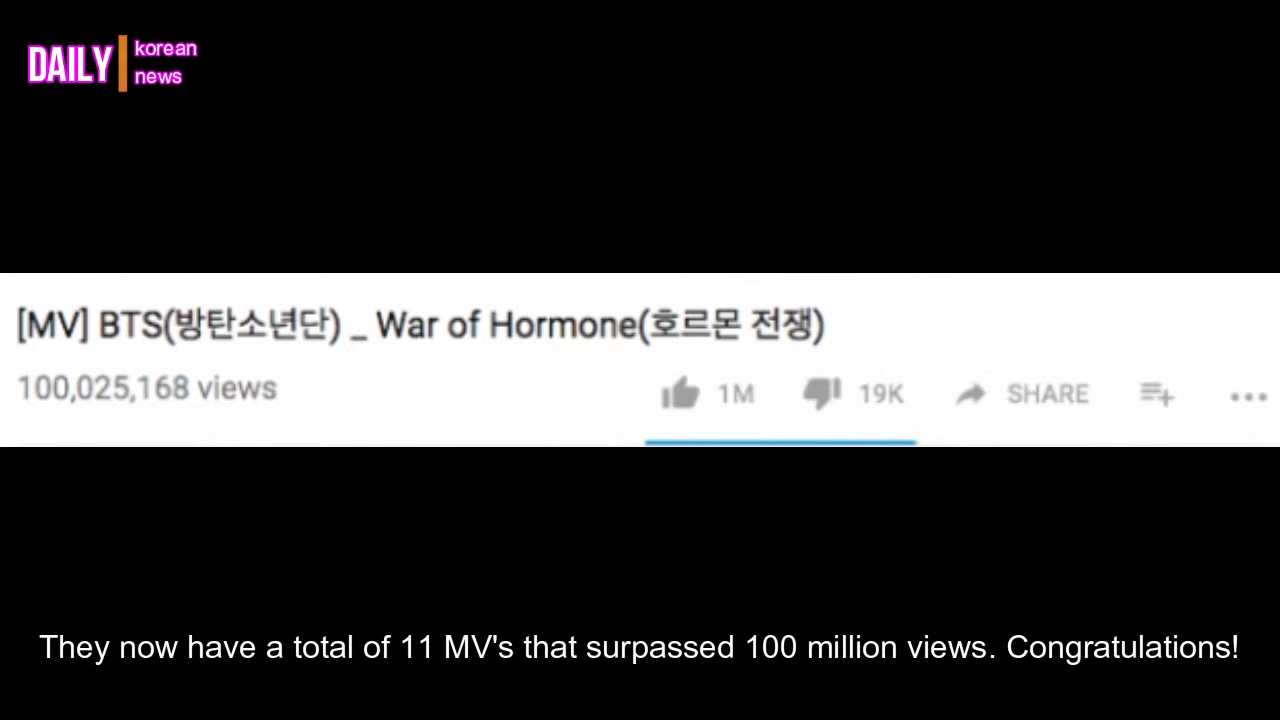 DAILY
korean
news
[MV] BTS(방탄소년단) _ War of Hormone(호르몬 전쟁)
100,025,168 views
1M
19K
SHARE
They now have a total of 11 MV's that surpassed 100 million views. Congratulations!